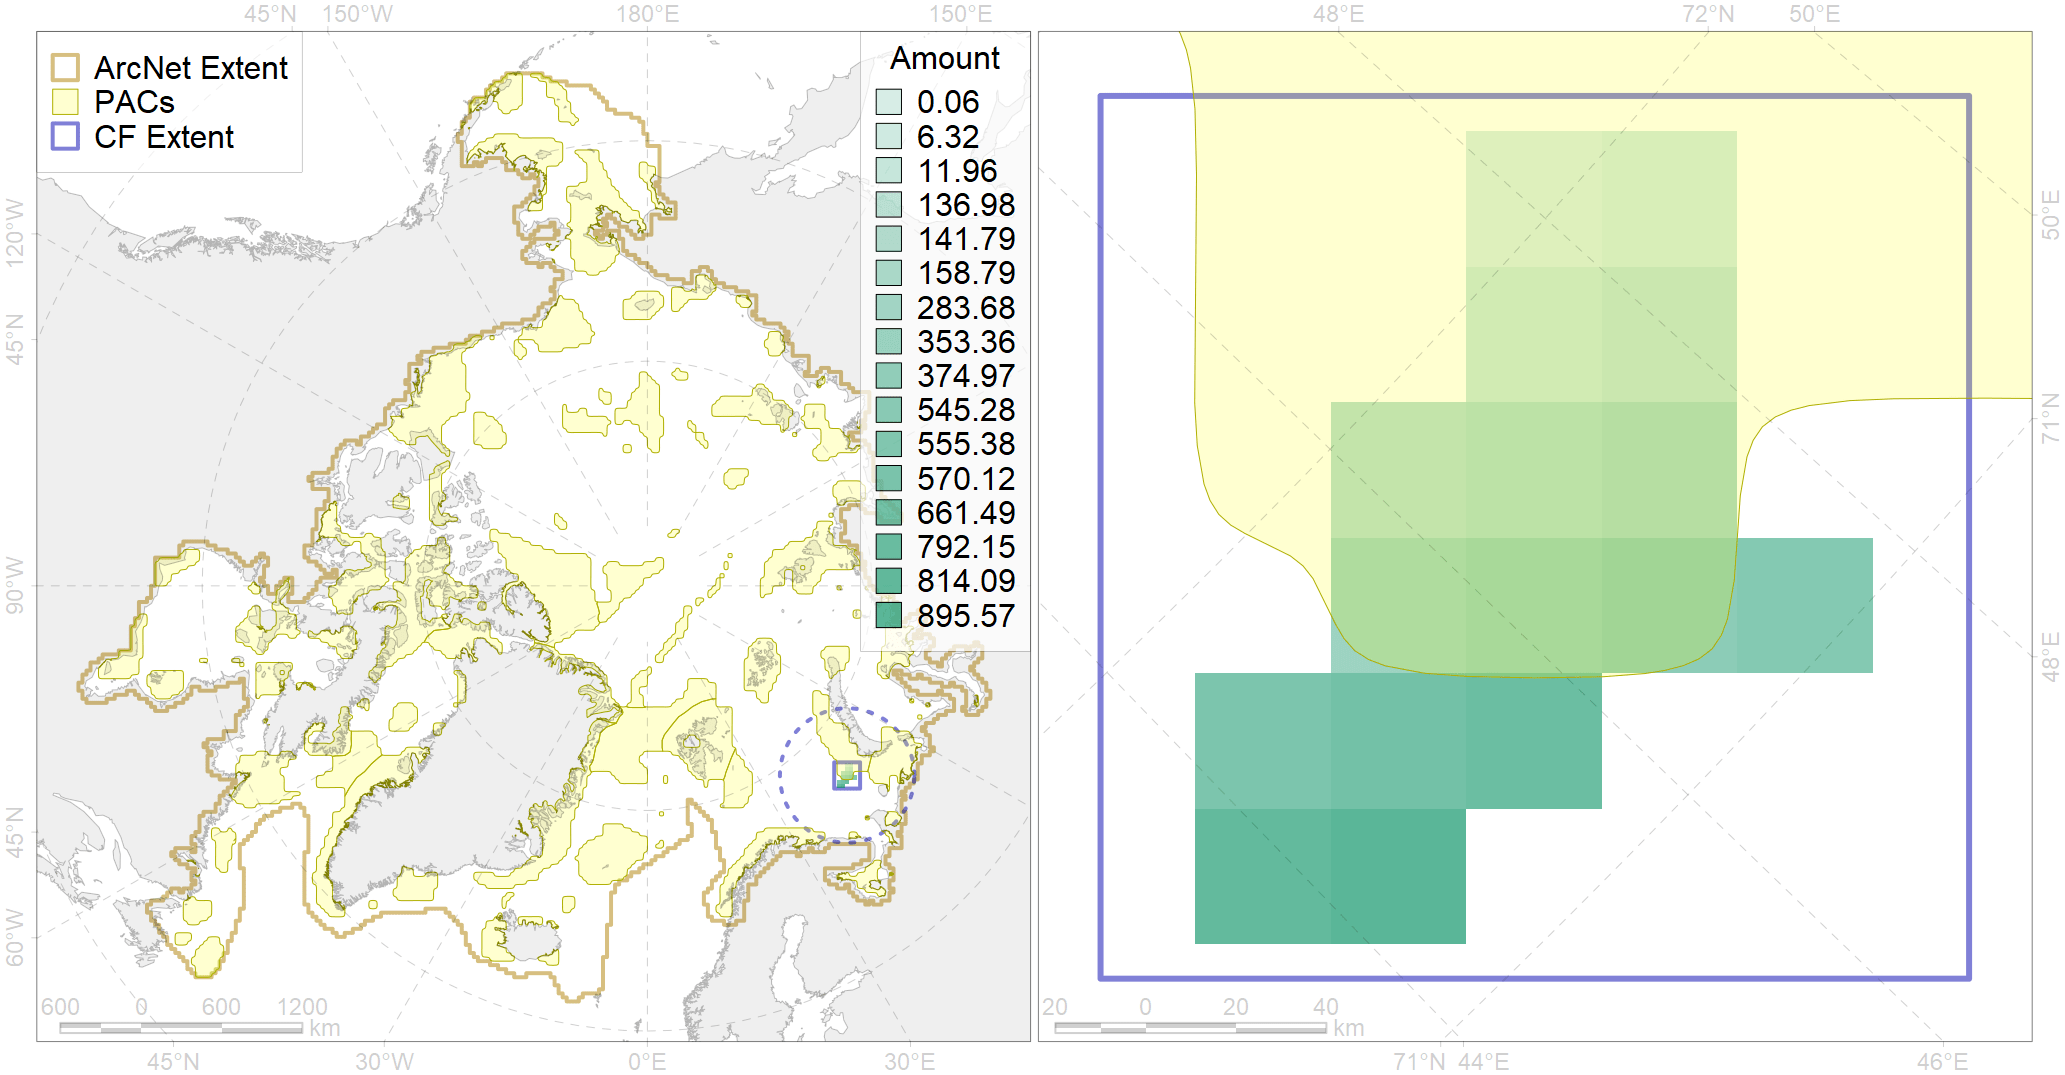 45°N 150°W 180°E 150°E 48°E 72°N 50°E
ArcNet Extent
PACs
CF Extent
Amount
0.06
6.32
11.96
136.98
141.79
158.79
283.68
353.36
374.97
545.28
555.38
570.12
661.49
792.15
814.09
895.57
120°W
45°N
90°W
45°N
60°W
50°E
71°N
48°E
600 0 600 1200
km
20 0 20 40
km
45°N 30°W 0°E 30°E 71°N 44°E 46°E